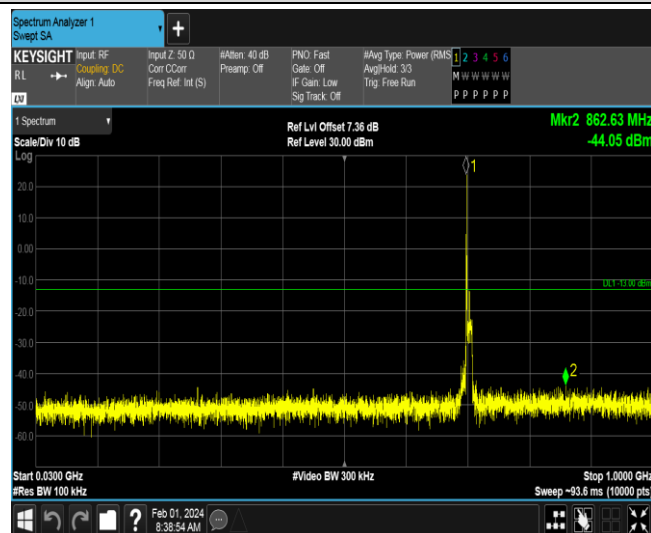 Spectrum Analyzer 1
Swept SA
+
KEYSIGHT
RL
LXI
Input: RF
Coupling: DC
Align: Auto
Input Z: 50 Ω
Corr CCorr
Freq Ref: Int (S)
#Atten: 40 dB
Preamp: Off
PNO: Fast
Gate: Off
IF Gain: Low
Sig Track: Off
#Avg Type: Power (RMS
Avg|Hold: 3/3
Trig: Free Run
1 2 3 4 5 6
M W W W W W
P P P P P P
1 Spectrum
Scale/Div 10 dB
Log
Ref Lvl Offset 7.36 dB
Ref Level 30.00 dBm
Mkr2 862.63 MHz
-44.05 dBm
1
20.0
10.0
0.00
-10.0
DL1 -13.00 dBm
-20.0
-30.0
-40.0
2
-50.0
-60.0
Start 0.0300 GHz
#Res BW 100 kHz
#Video BW 300 kHz
Stop 1.0000 GHz
Sweep ~93.6 ms (10000 pts)
?
Feb 01, 2024
8:38:54 AM